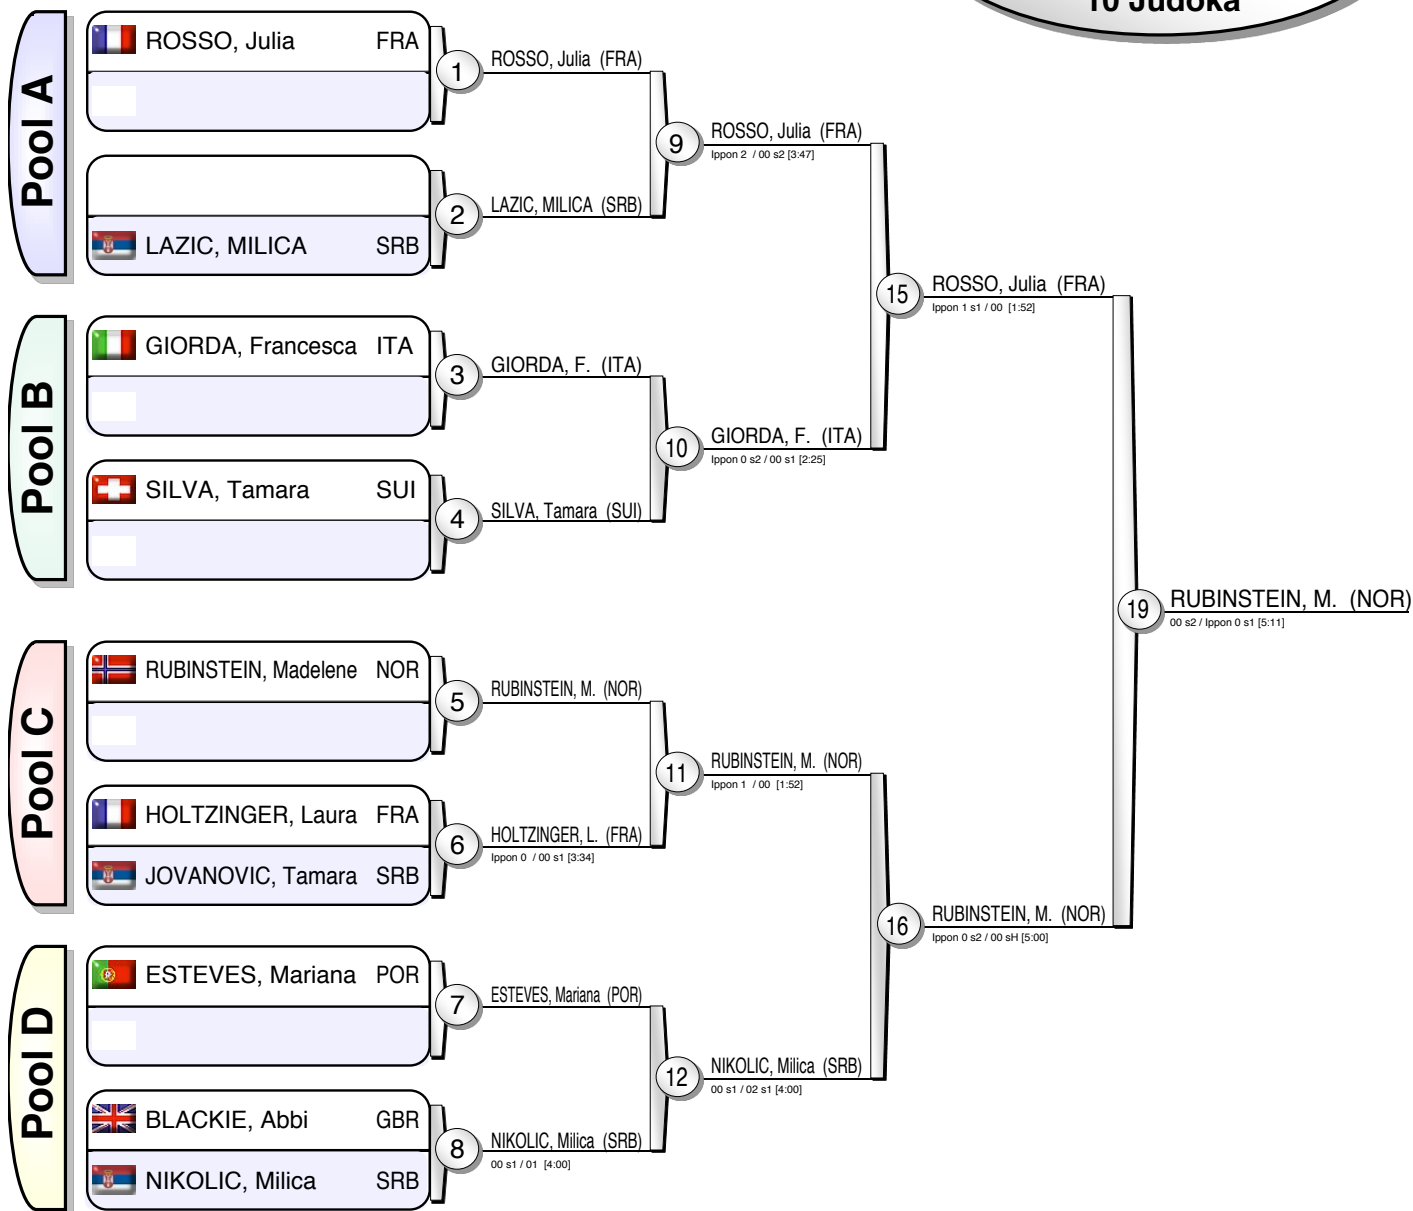 10 Judoka
Pool A
ROSSO, Julia FRA
LAZIC, MILICA SRB
1
ROSSO, Julia (FRA)
2
LAZIC, MILICA (SRB)
9
ROSSO, Julia (FRA)
Ippon 2 / 00 s2 [3:47]
Pool B
GIORDA, Francesca ITA
SILVA, Tamara SUI
3
GIORDA, F. (ITA)
4
SILVA, Tamara (SUI)
10
GIORDA, F. (ITA)
Ippon 0 s2 / 00 s1 [2:25]
15
ROSSO, Julia (FRA)
Ippon 1 s1 / 00 [1:52]
Pool C
RUBINSTEIN, Madelene NOR
HOLTZINGER, Laura FRA
JOVANOVIC, Tamara SRB
5
RUBINSTEIN, M. (NOR)
6
HOLTZINGER, L. (FRA)
Ippon 0 / 00 s1 [3:34]
11
RUBINSTEIN, M. (NOR)
Ippon 1 / 00 [1:52]
Pool D
ESTEVES, Mariana POR
BLACKIE, Abbi GBR
NIKOLIC, Milica SRB
7
ESTEVES, Mariana (POR)
8
NIKOLIC, Milica (SRB)
00 s1 / 01 [4:00]
12
NIKOLIC, Milica (SRB)
00 s1 / 02 s1 [4:00]
16
RUBINSTEIN, M. (NOR)
Ippon 0 s2 / 00 sH [5:00]
19
RUBINSTEIN, M. (NOR)
00 s2 / Ippon 0 s1 [5:11]